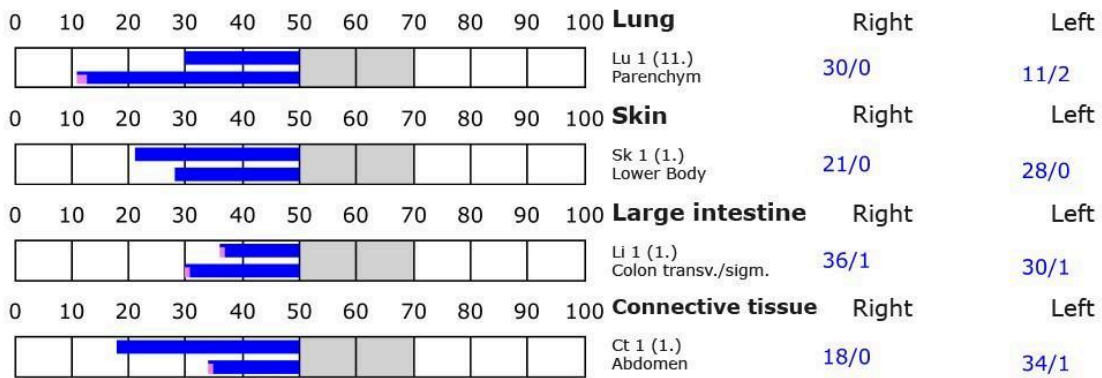 0 10 20 30 40 50 60 70 80 90 100 Lung Right Left
Lu 1 (11.)
Parenchym 30/0 11/2
0 10 20 30 40 50 60 70 80 90 100 Skin Right Left
Sk 1 (1.)
Lower Body 21/0 28/0
0 10 20 30 40 50 60 70 80 90 100 Large intestine Right Left
Li 1 (1.)
Colon transv./sigm. 36/1 30/1
0 10 20 30 40 50 60 70 80 90 100 Connective tissue Right Left
Ct 1 (1.)
Abdomen 18/0 34/1